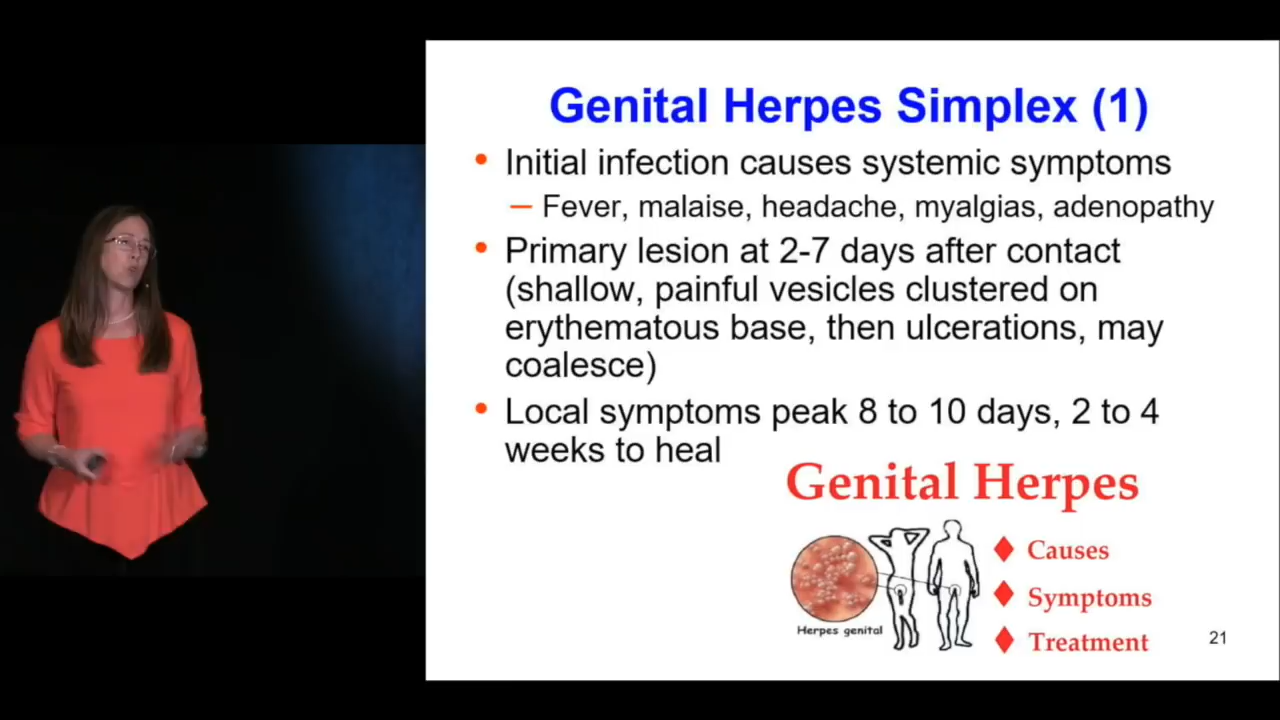 Genital Herpes Simplex (1)
• Initial infection causes systemic symptoms
– Fever, malaise, headache, myalgias, adenopathy
• Primary lesion at 2-7 days after contact
(shallow, painful vesicles clustered on
erythematous base, then ulcerations, may
coalesce)
• Local symptoms peak 8 to 10 days, 2 to 4
weeks to heal
Genital Herpes
♦ Causes
♦ Symptoms
♦ Treatment
Herpes genital
21